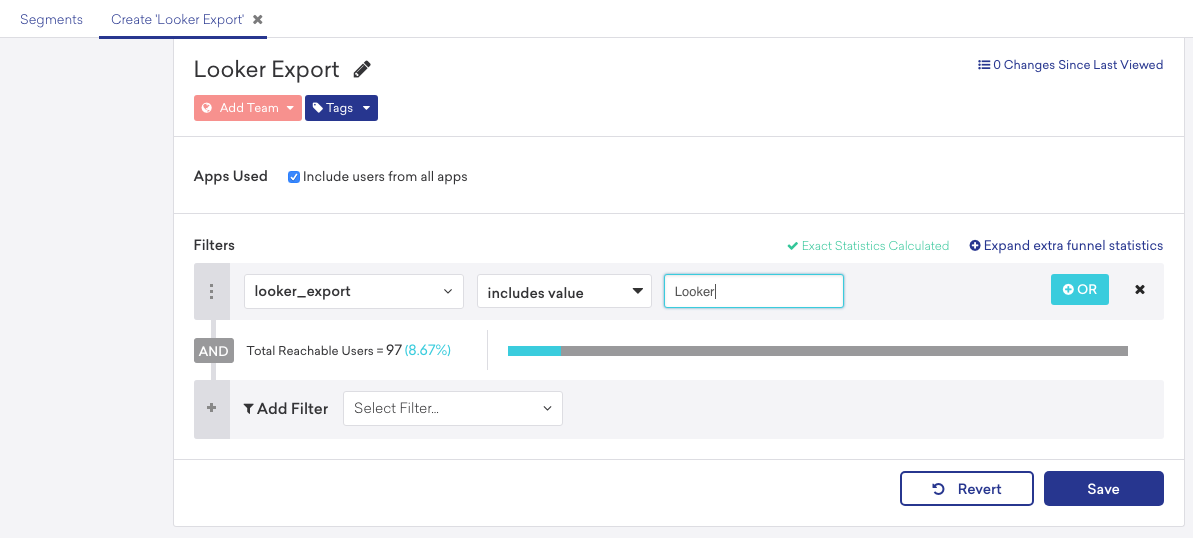 Segments Create 'Looker Export'
Looker Export
0 Changes Since Last Viewed
Add Team Tags
Apps Used Include users from all apps
Filters Exact Statistics Calculated Expand extra funnel statistics
looker_export includes value Looker OR
AND Total Reachable Users = 97 (8.67%)
Add Filter Select Filter...
Revert Save